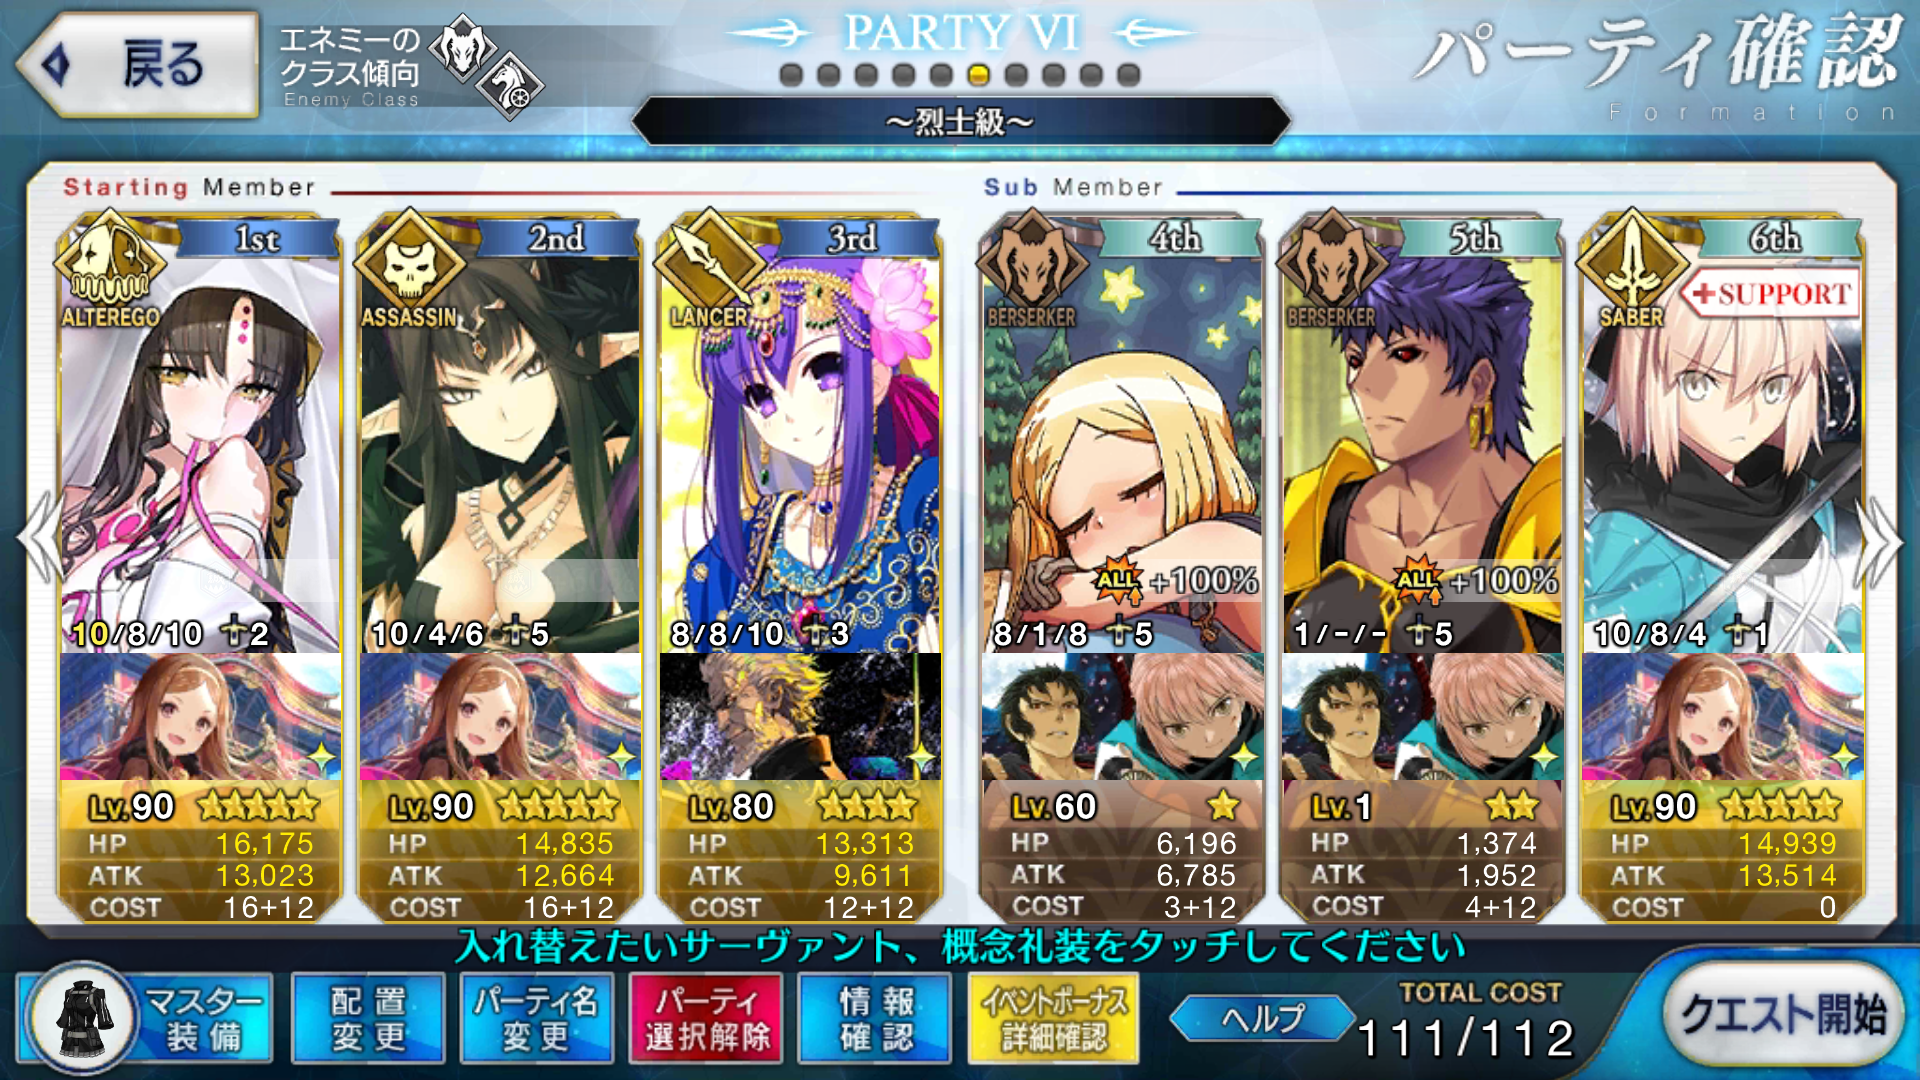 戻る
エネミーの
クラス傾向
Enemy Class
PARTY VI
～烈士級～
パーティ確認
Formation
Starting Member
Sub Member
1st
ALTEREGO
10/8/10 2
Lv.90
HP 16,175
ATK 13,023
COST 16+12
2nd
ASSASSIN
10/4/6 5
Lv.90
HP 14,835
ATK 12,664
COST 16+12
3rd
LANCER
8/8/10 3
Lv.80
HP 13,313
ATK 9,611
COST 12+12
4th
BERSERKER
ALL +100%
8/1/8 5
Lv.60
HP 6,196
ATK 6,785
COST 3+12
5th
BERSERKER
ALL +100%
1/-/- 5
Lv.1
HP 1,374
ATK 1,952
COST 4+12
6th
SABER
+SUPPORT
10/8/4 1
Lv.90
HP 14,939
ATK 13,514
COST 0
入れ替えたいサーヴァント、概念礼装をタッチしてください
マスター
装備
配置
変更
パーティ名
変更
パーティ
選択解除
情報
確認
イベントボーナス
詳細確認
ヘルプ
TOTAL COST
111/112
クエスト開始